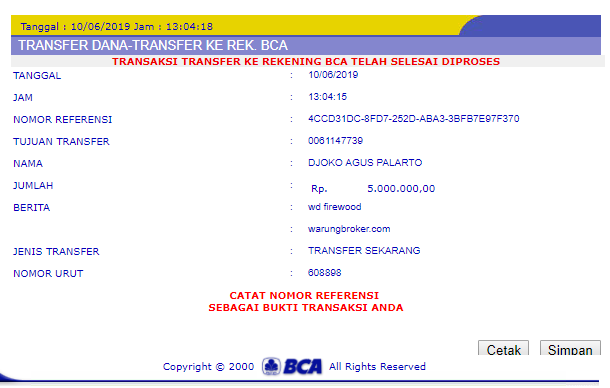 Tanggal : 10/06/2019 Jam : 13:04:18
TRANSFER DANA-TRANSFER KE REK. BCA
TRANSAKSI TRANSFER KE REKENING BCA TELAH SELESAI DIPROSES
TANGGAL : 10/06/2019
JAM : 13:04:15
NOMOR REFERENSI : 4CCD31DC-8FD7-252D-ABA3-3BFB7E97F370
TUJUAN TRANSFER : 0061147739
NAMA : DJOKO AGUS PALARTO
JUMLAH : Rp. 5.000.000,00
BERITA : wd firewood
: warungbroker.com
JENIS TRANSFER : TRANSFER SEKARANG
NOMOR URUT : 608898
CATAT NOMOR REFERENSI
SEBAGAI BUKTI TRANSAKSI ANDA
Cetak Simpan
Copyright © 2000 BCA All Rights Reserved